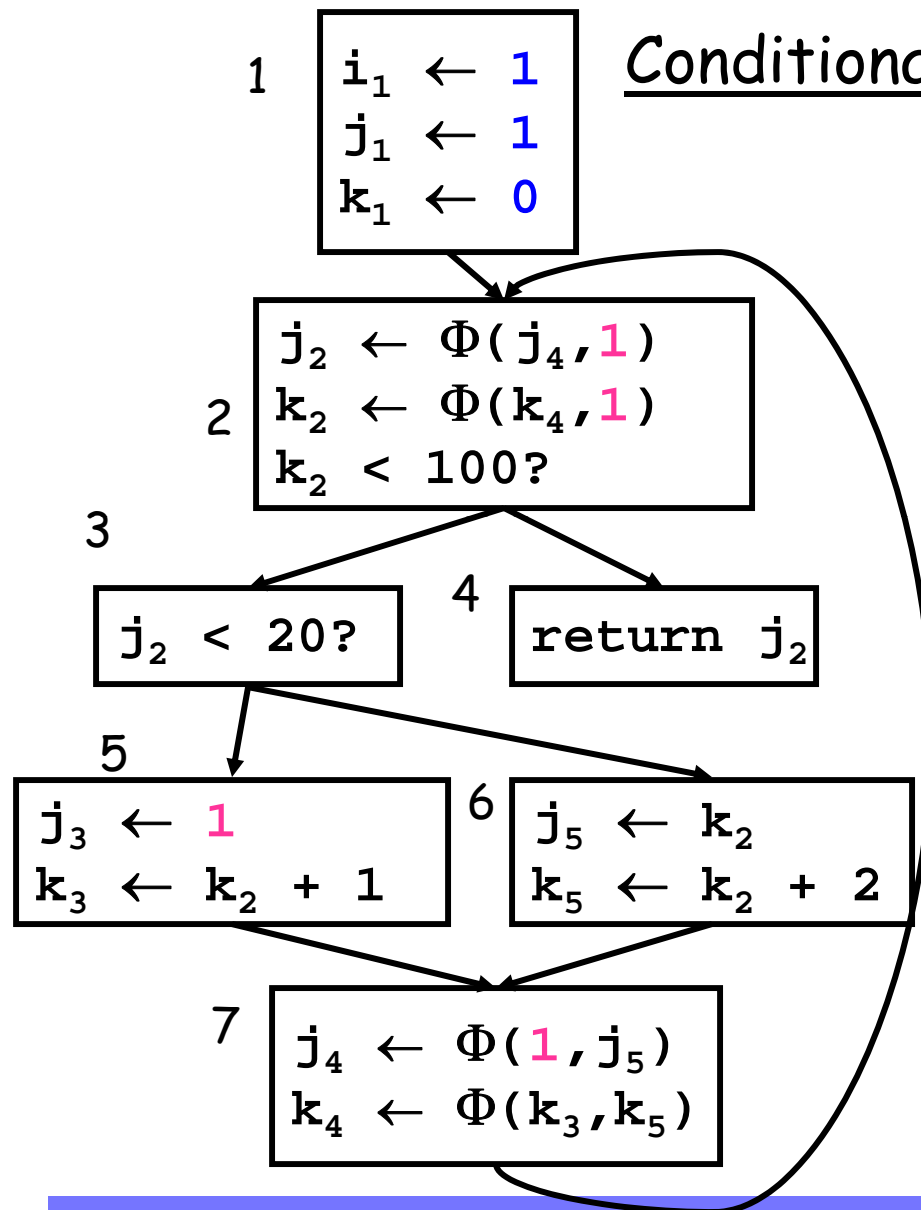 Conditiona
1
i₁ ← 1
j₁ ← 1
k₁ ← 0
2
j₂ ← Φ(j₄,1)
k₂ ← Φ(k₄,1)
k₂ < 100?
3
j₂ < 20?
4
return j₂
5
j₃ ← 1
k₃ ← k₂ + 1
6
j₅ ← k₂
k₅ ← k₂ + 2
7
j₄ ← Φ(1,j₅)
k₄ ← Φ(k₃,k₅)